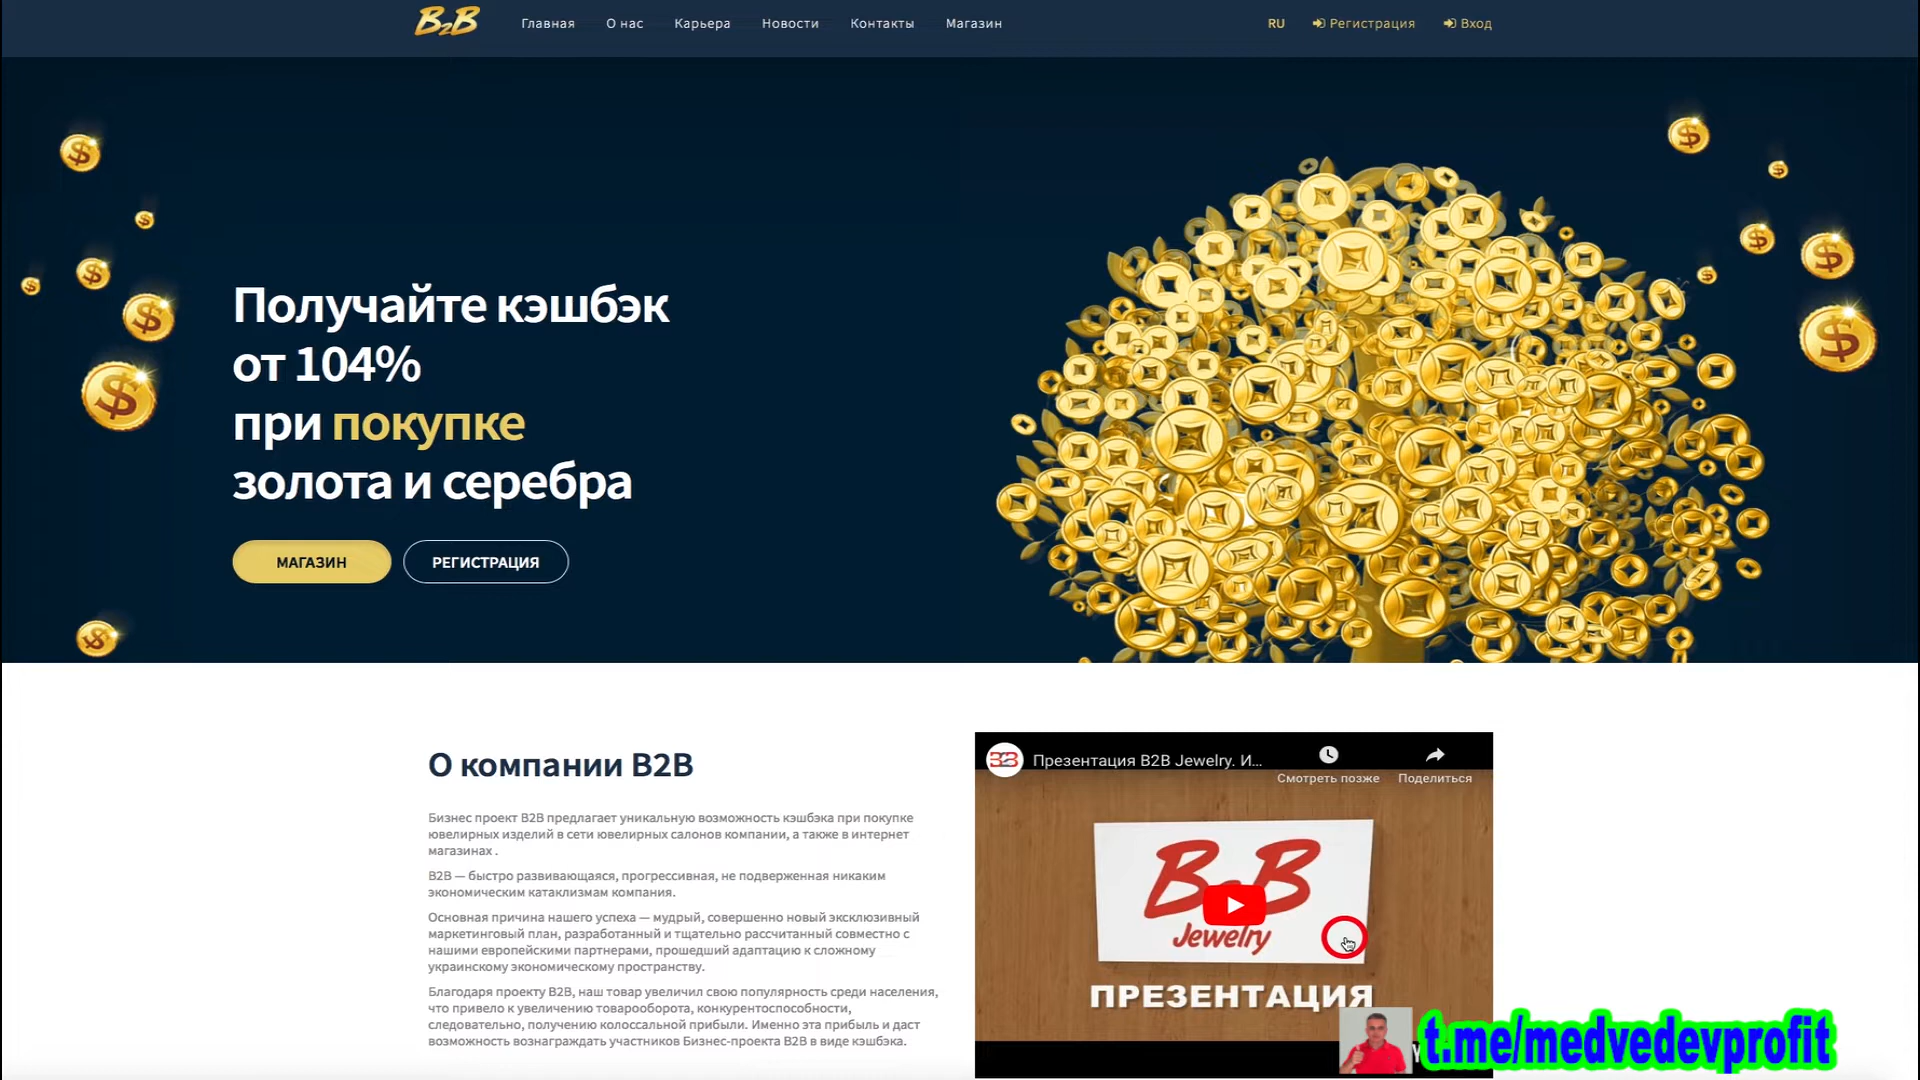 B2B
Главная
О нас
Карьера
Новости
Контакты
Магазин
RU
Регистрация
Вход
Получайте кэшбэк
от 104%
при покупке
золота и серебра
МАГАЗИН
РЕГИСТРАЦИЯ
О компании B2B
Бизнес проект B2B предлагает уникальную возможность кэшбэка при покупке
ювелирных изделий в сети ювелирных салонов компании, а также в интернет
магазинах .
B2B — быстро развивающаяся, прогрессивная, не подверженная никаким
экономическим катаклизмам компания.
Основная причина нашего успеха — мудрый, совершенно новый эксклюзивный
маркетинговый план, разработанный и тщательно рассчитанный совместно с
нашими европейскими партнерами, прошедший адаптацию к сложному
украинскому экономическому пространству.
Благодаря проекту B2B, наш товар увеличил свою популярность среди населения,
что привело к увеличению товарооборота, конкурентоспособности,
следовательно, получению колоссальной прибыли. Именно эта прибыль и даст
возможность вознаграждать участников Бизнес-проекта B2B в виде кэшбэка.
B2B
Презентация B2B Jewelry. И...
Смотреть позже
Поделиться
B2B
Jewelry
ПРЕЗЕНТАЦИЯ
t.me/medvedevprofit